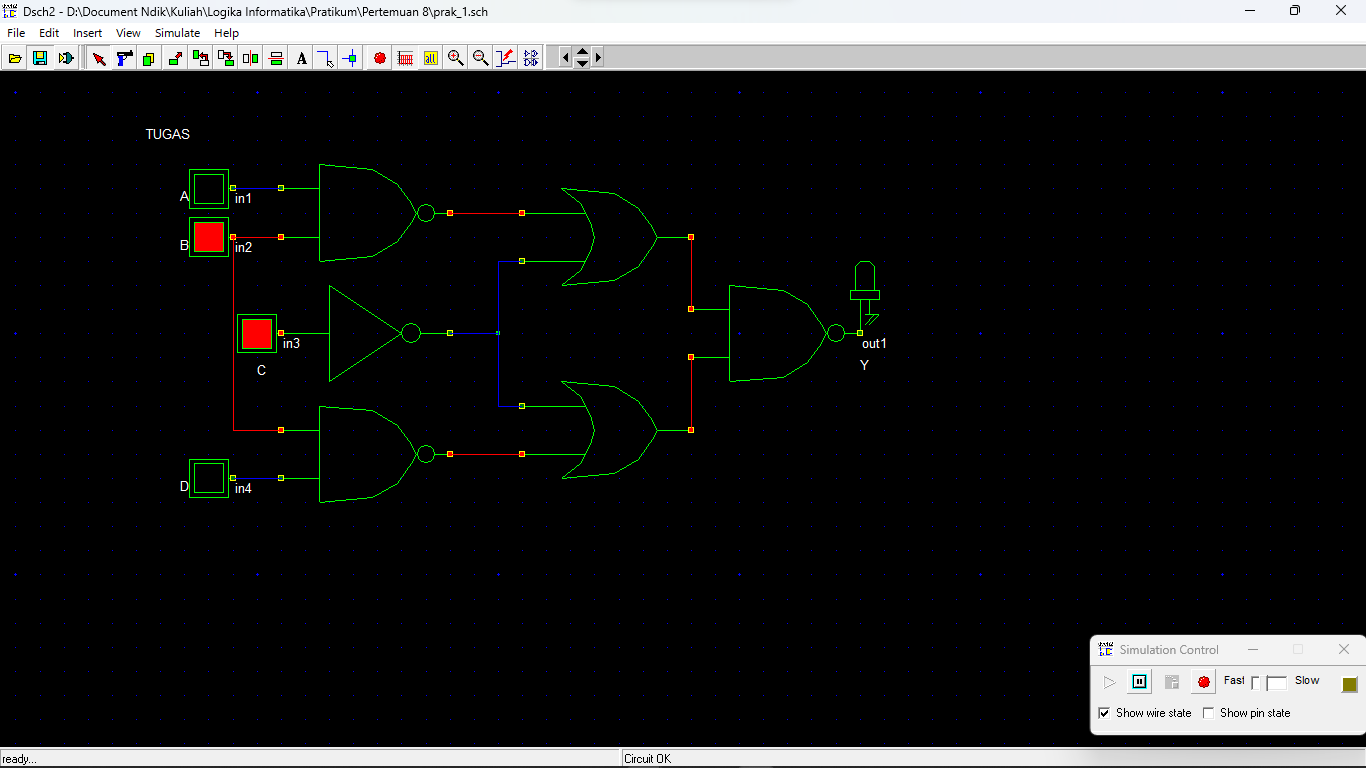 Dsch2 - D:\Document Ndik\Kuliah\Logika Informatika\Pratikum\Pertemuan 8\prak_1.sch
File Edit Insert View Simulate Help
A
TUGAS
A
in1
B
in2
in3
C
D
in4
out1
Y
Simulation Control
Fast
Slow
Show wire state
Show pin state
ready...
Circuit OK